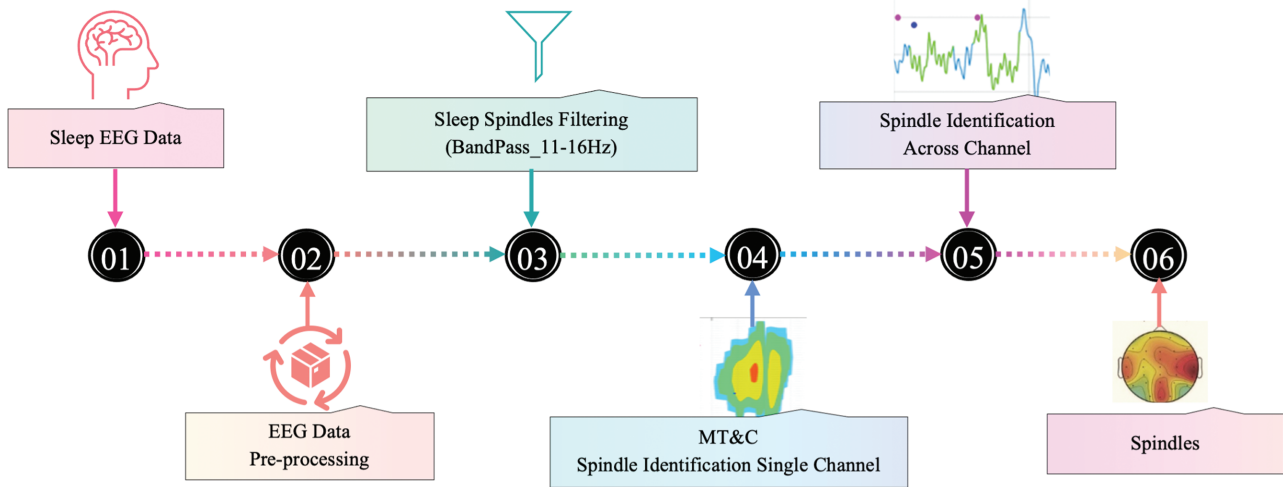 Sleep EEG Data
Sleep Spindles Filtering
(BandPass_11-16Hz)
Spindle Identification
Across Channel
01
02
03
04
05
06
EEG Data
Pre-processing
MT&C
Spindle Identification Single Channel
Spindles